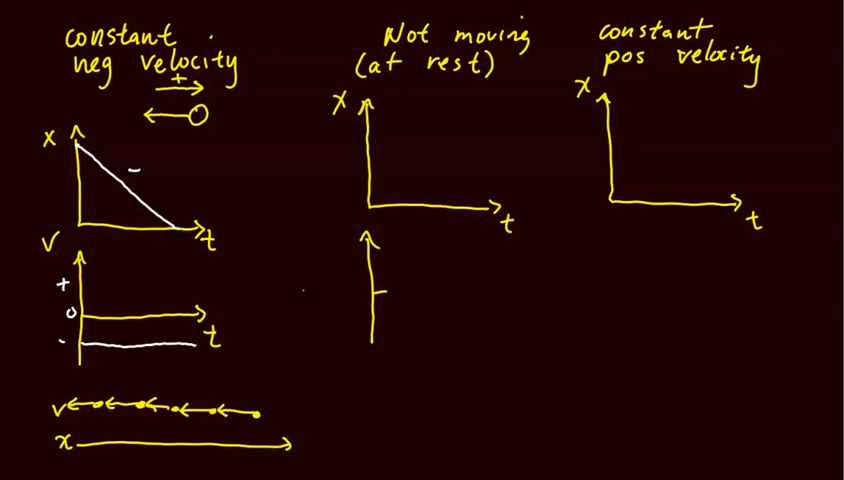 constant
neg velocity
+
x
-
t
v
+
0
-
t
v
x
Not moving
(at rest)
x
t
constant
pos velocity
x
t